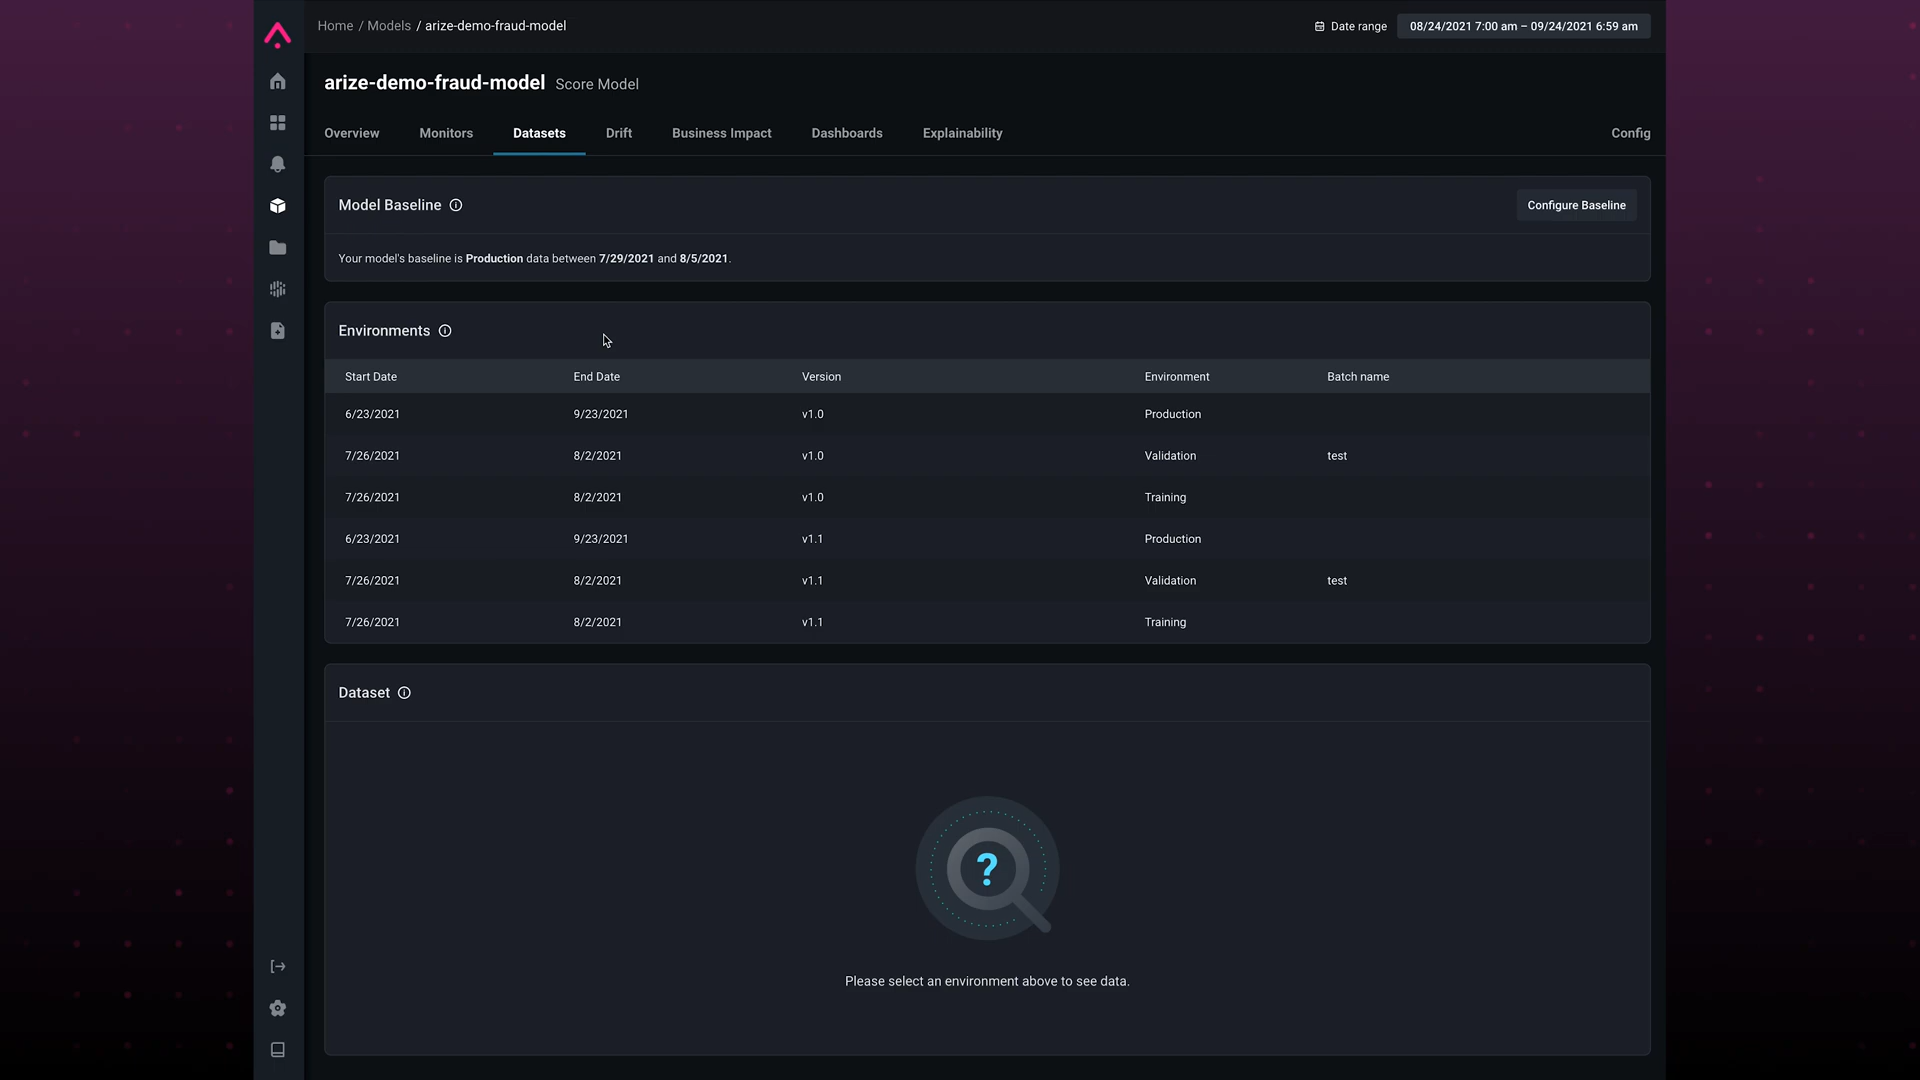 Home / Models / arize-demo-fraud-model
Date range 08/24/2021 7:00 am – 09/24/2021 6:59 am
arize-demo-fraud-model Score Model
Overview Monitors Datasets Drift Business Impact Dashboards Explainability Config
Model Baseline
Configure Baseline
Your model's baseline is Production data between 7/29/2021 and 8/5/2021.
Environments
Start Date End Date Version Environment Batch name
6/23/2021 9/23/2021 v1.0 Production
7/26/2021 8/2/2021 v1.0 Validation test
7/26/2021 8/2/2021 v1.0 Training
6/23/2021 9/23/2021 v1.1 Production
7/26/2021 8/2/2021 v1.1 Validation test
7/26/2021 8/2/2021 v1.1 Training
Dataset
?
Please select an environment above to see data.